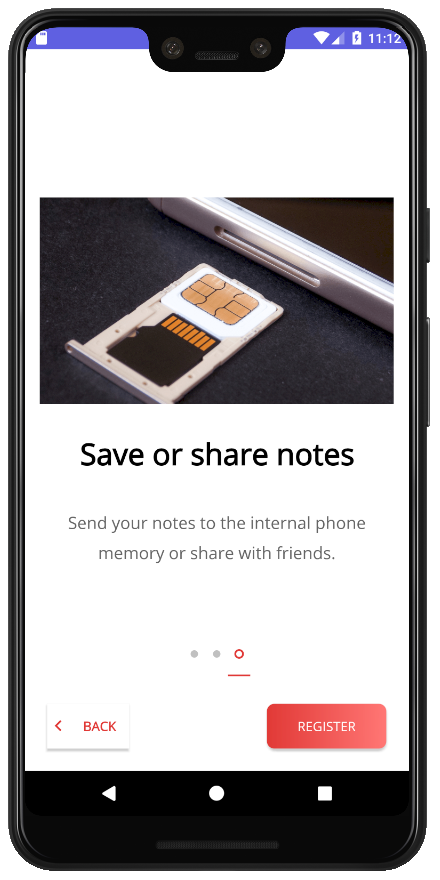 11:12
Save or share notes
Send your notes to the internal phone
memory or share with friends.
BACK
REGISTER